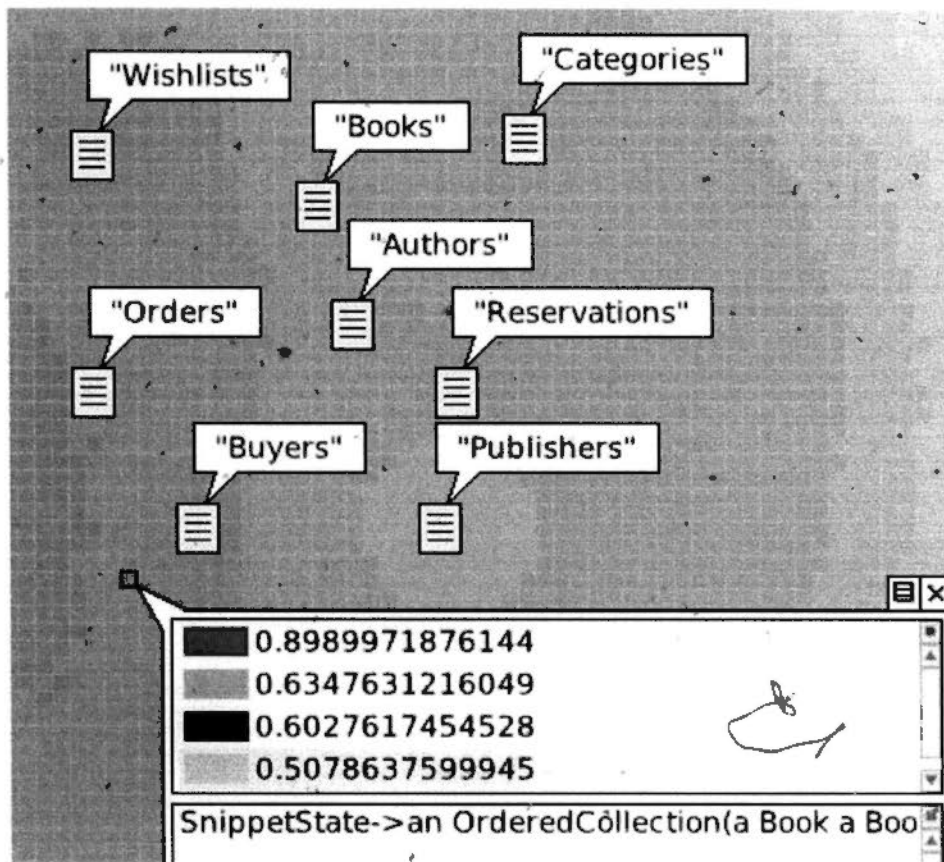 "Wishlists"
"Categories"
"Books"
"Authors"
"Orders"
"Reservations"
"Buyers"
"Publishers"
0.8989971876144
0.6347631216049
0.6027617454528
0.5078637599945
SnippetState->an OrderedCollection(a Book a Boo